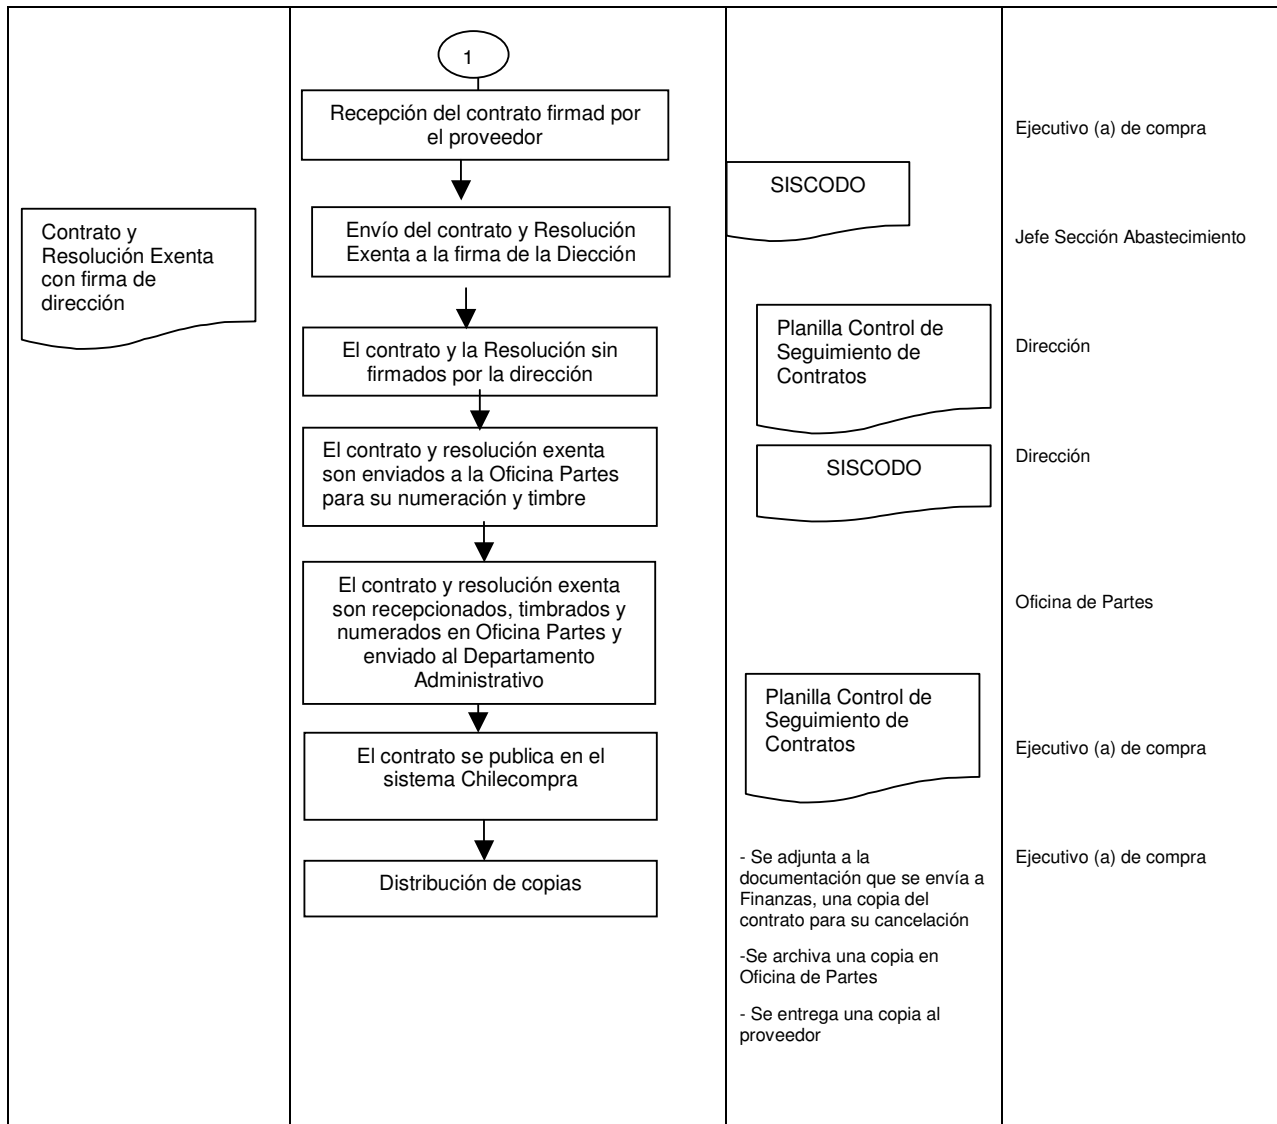 1
Recepción del contrato firmad por
el proveedor
Ejecutivo (a) de compra
SISCODO
Contrato y
Resolución Exenta
con firma de
dirección
Envío del contrato y Resolución
Exenta a la firma de la Diección
Jefe Sección Abastecimiento
El contrato y la Resolución sin
firmados por la dirección
Planilla Control de
Seguimiento de
Contratos
Dirección
El contrato y resolución exenta
son enviados a la Oficina Partes
para su numeración y timbre
SISCODO
Dirección
El contrato y resolución exenta
son recepcionados, timbrados y
numerados en Oficina Partes y
enviado al Departamento
Administrativo
Oficina de Partes
El contrato se publica en el
sistema Chilecompra
Planilla Control de
Seguimiento de
Contratos
Ejecutivo (a) de compra
Distribución de copias
- Se adjunta a la
documentación que se envía a
Finanzas, una copia del
contrato para su cancelación
-Se archiva una copia en
Oficina de Partes
- Se entrega una copia al
proveedor
Ejecutivo (a) de compra